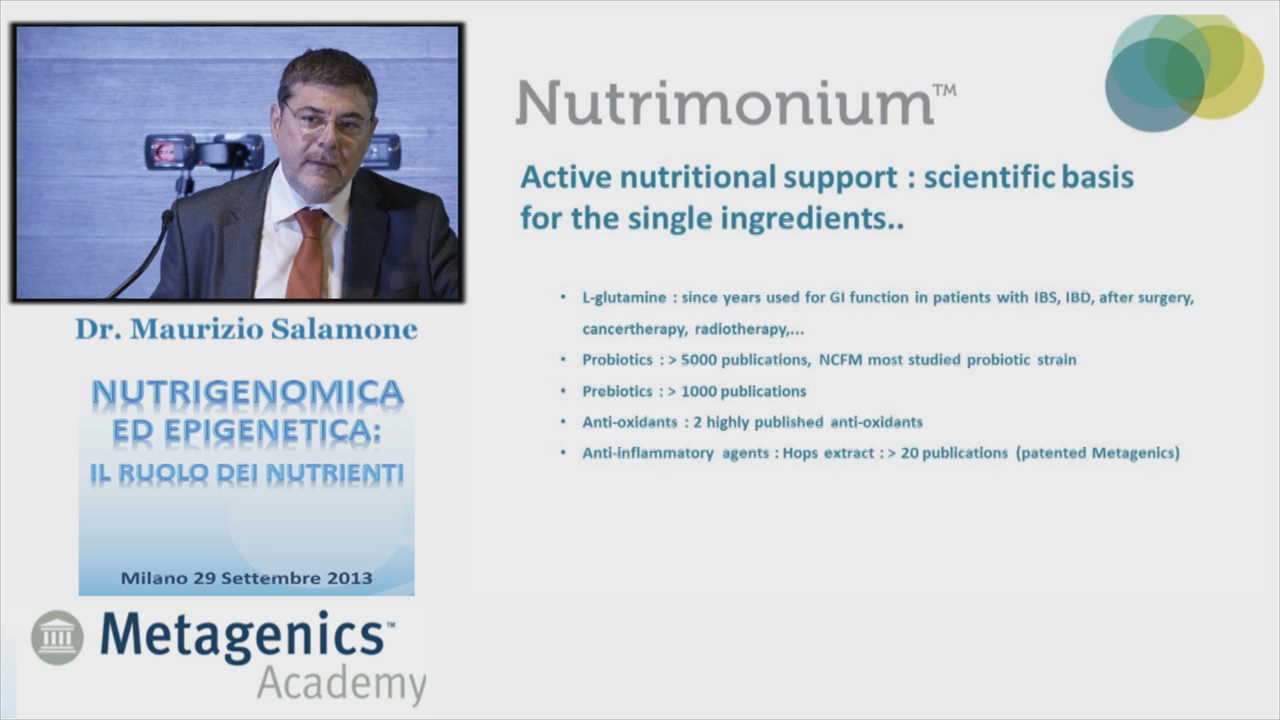 Nutrimonium™
Active nutritional support : scientific basis
for the single ingredients..
• L-glutamine : since years used for GI function in patients with IBS, IBD, after surgery,
cancertherapy, radiotherapy,...
• Probiotics : > 5000 publications, NCFM most studied probiotic strain
• Prebiotics : > 1000 publications
• Anti-oxidants : 2 highly published anti-oxidants
• Anti-inflammatory agents : Hops extract : > 20 publications (patented Metagenics)
Dr. Maurizio Salamone
NUTRIGENOMICA
ED EPIGENETICA:
IL RUOLO DEI NUTRIENTI
Milano 29 Settembre 2013
Metagenics™
Academy